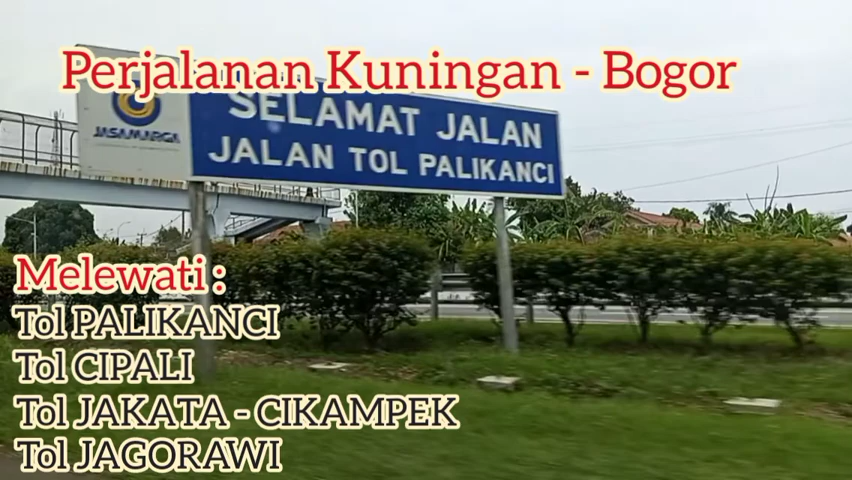 Perjalanan Kuningan - Bogor
JASAMARGA
SELAMAT JALAN
JALAN TOL PALIKANCI
Melewati :
Tol PALIKANCI
Tol CIPALI
Tol JAKATA - CIKAMPEK
Tol JAGORAWI